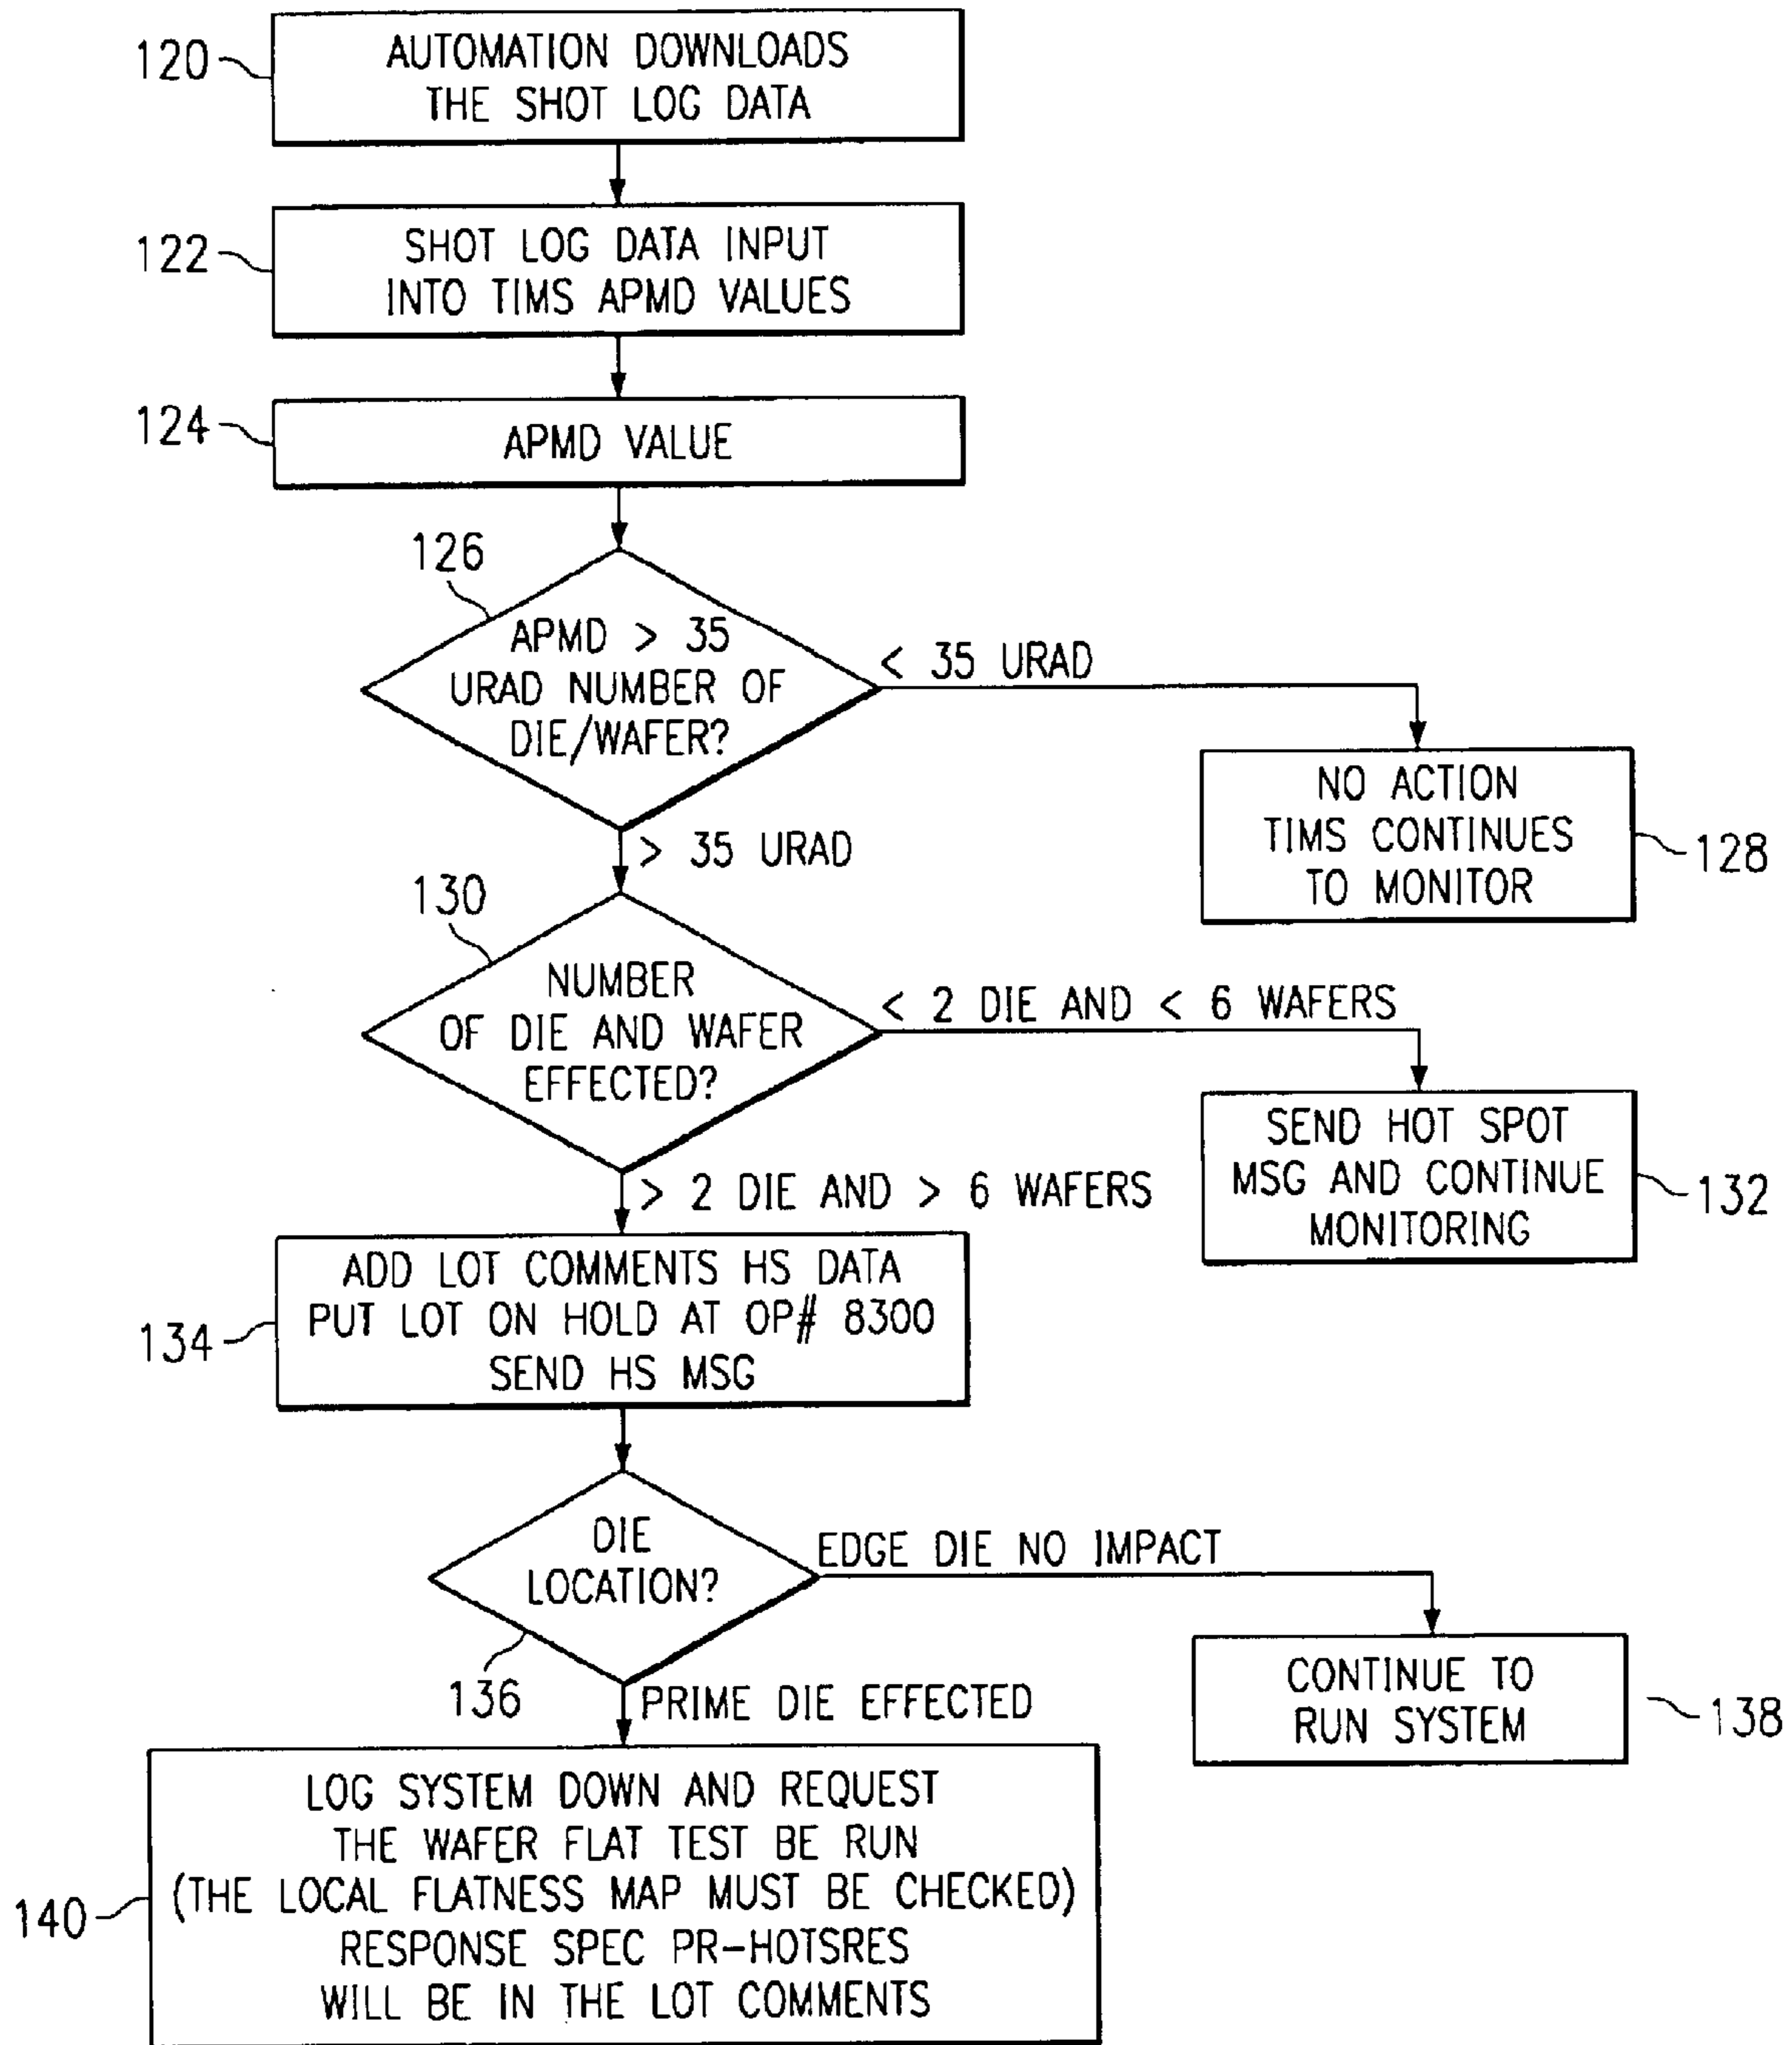 120
AUTOMATION DOWNLOADS
THE SHOT LOG DATA
122
SHOT LOG DATA INPUT
INTO TIMS APMD VALUES
124
APMD VALUE
126
APMD > 35
URAD NUMBER OF
DIE/WAFER?
< 35 URAD
NO ACTION
TIMS CONTINUES
TO MONITOR
128
> 35 URAD
130
NUMBER
OF DIE AND WAFER
EFFECTED?
< 2 DIE AND < 6 WAFERS
SEND HOT SPOT
MSG AND CONTINUE
MONITORING
132
> 2 DIE AND > 6 WAFERS
134
ADD LOT COMMENTS HS DATA
PUT LOT ON HOLD AT OP# 8300
SEND HS MSG
DIE
LOCATION?
136
EDGE DIE NO IMPACT
CONTINUE TO
RUN SYSTEM
138
PRIME DIE EFFECTED
140
LOG SYSTEM DOWN AND REQUEST
THE WAFER FLAT TEST BE RUN
(THE LOCAL FLATNESS MAP MUST BE CHECKED)
RESPONSE SPEC PR-HOTSRES
WILL BE IN THE LOT COMMENTS